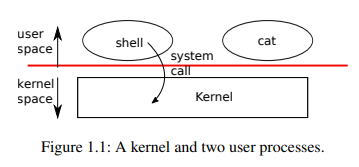 user
space
shell
cat
system
call
kernel
space
Kernel
Figure 1.1: A kernel and two user processes.